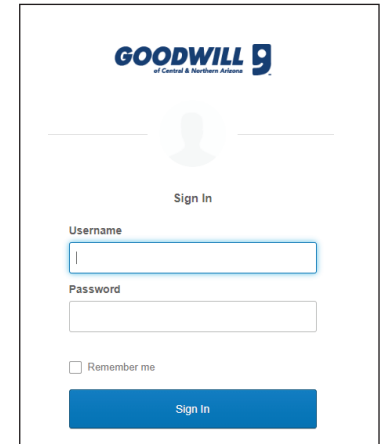 GOODWILL
of Central & Northern Arizona
Sign In
Username
Password
Remember me
Sign In